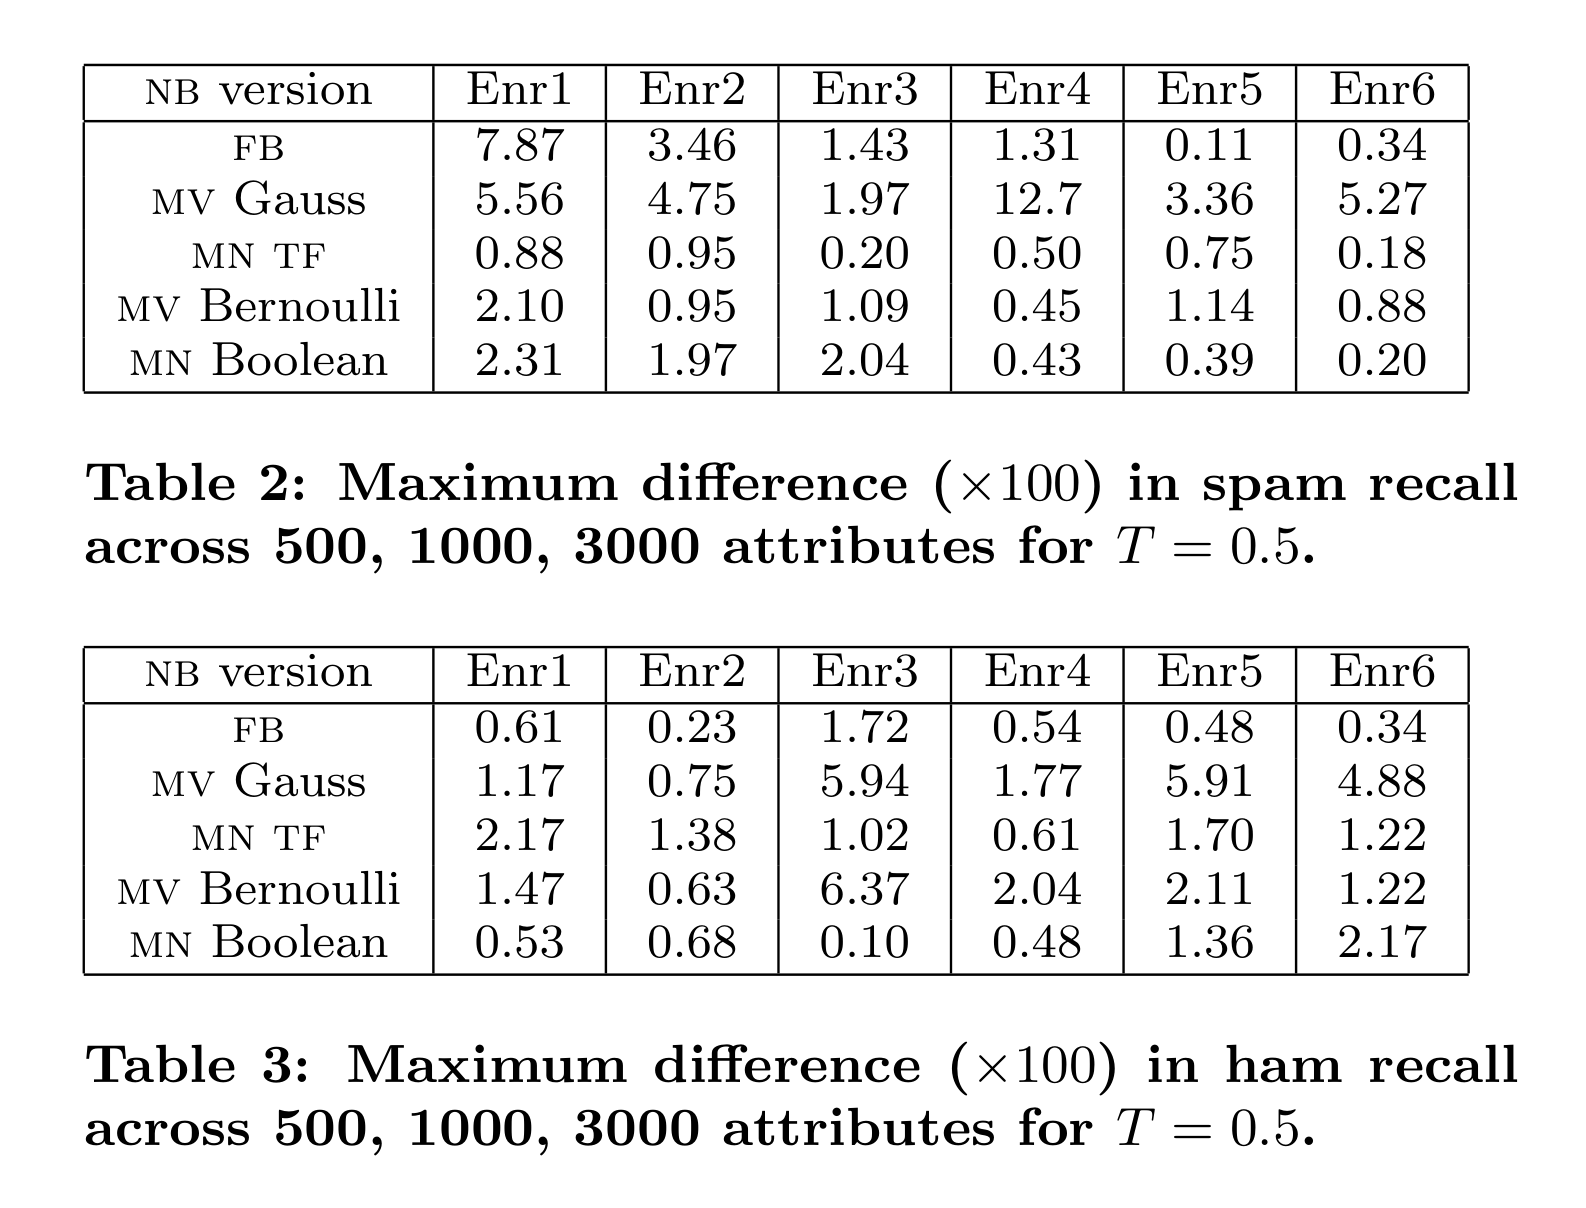 NB version Enr1 Enr2 Enr3 Enr4 Enr5 Enr6
FB 7.87 3.46 1.43 1.31 0.11 0.34
MV Gauss 5.56 4.75 1.97 12.7 3.36 5.27
MN TF 0.88 0.95 0.20 0.50 0.75 0.18
MV Bernoulli 2.10 0.95 1.09 0.45 1.14 0.88
MN Boolean 2.31 1.97 2.04 0.43 0.39 0.20
Table 2: Maximum difference (×100) in spam recall
across 500, 1000, 3000 attributes for T = 0.5.
NB version Enr1 Enr2 Enr3 Enr4 Enr5 Enr6
FB 0.61 0.23 1.72 0.54 0.48 0.34
MV Gauss 1.17 0.75 5.94 1.77 5.91 4.88
MN TF 2.17 1.38 1.02 0.61 1.70 1.22
MV Bernoulli 1.47 0.63 6.37 2.04 2.11 1.22
MN Boolean 0.53 0.68 0.10 0.48 1.36 2.17
Table 3: Maximum difference (×100) in ham recall
across 500, 1000, 3000 attributes for T = 0.5.